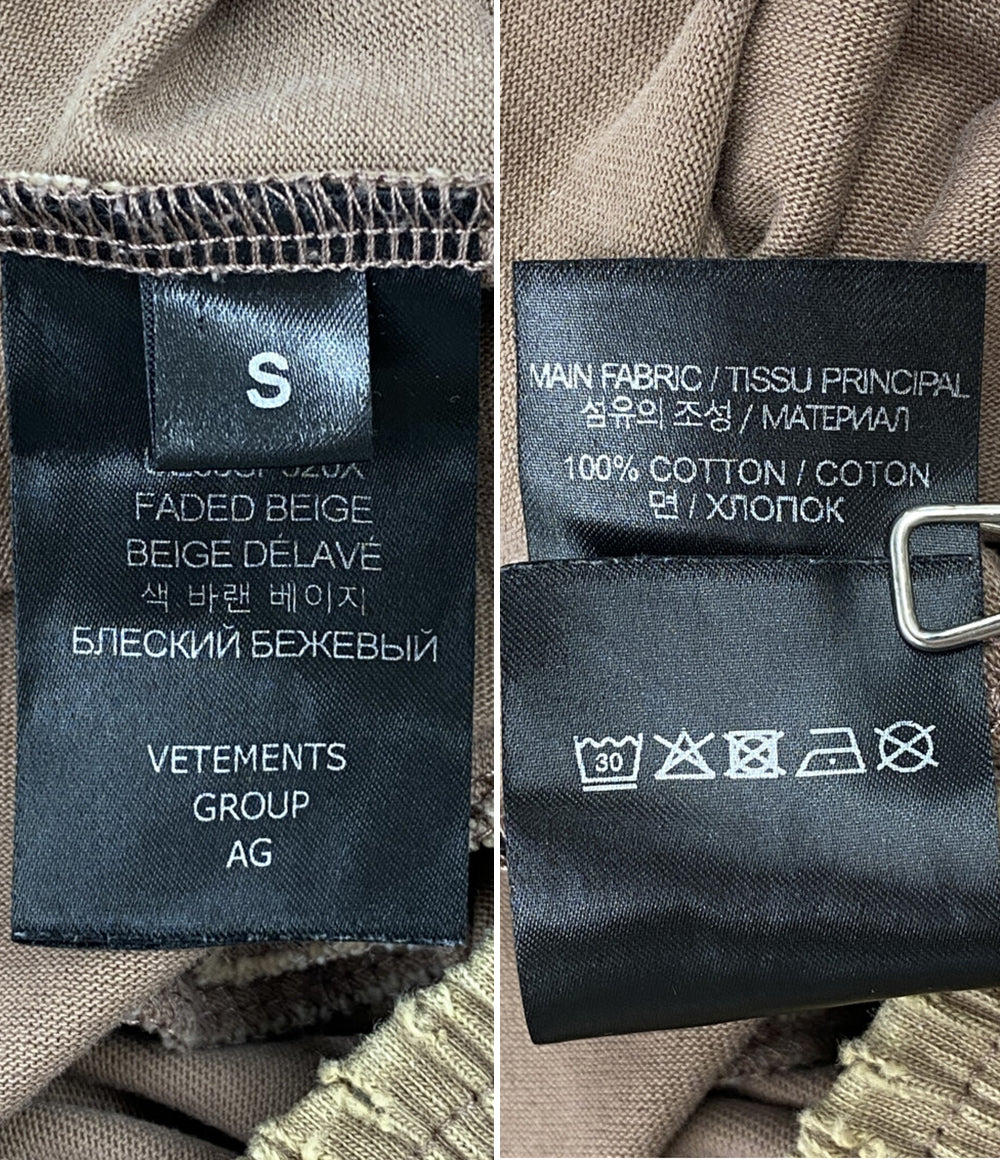 S
FADED BEIGE
BEIGE DÉLAVÉ
색 바랜 베이지
БЛЕСКИЙ БЕЖЕВЫЙ
VETEMENTS
GROUP
AG
MAIN FABRIC / TISSU PRINCIPAL
섬유의 조성 / МАТЕРИАЛ
100% COTTON / COTON
면 / ХЛОПОК
30